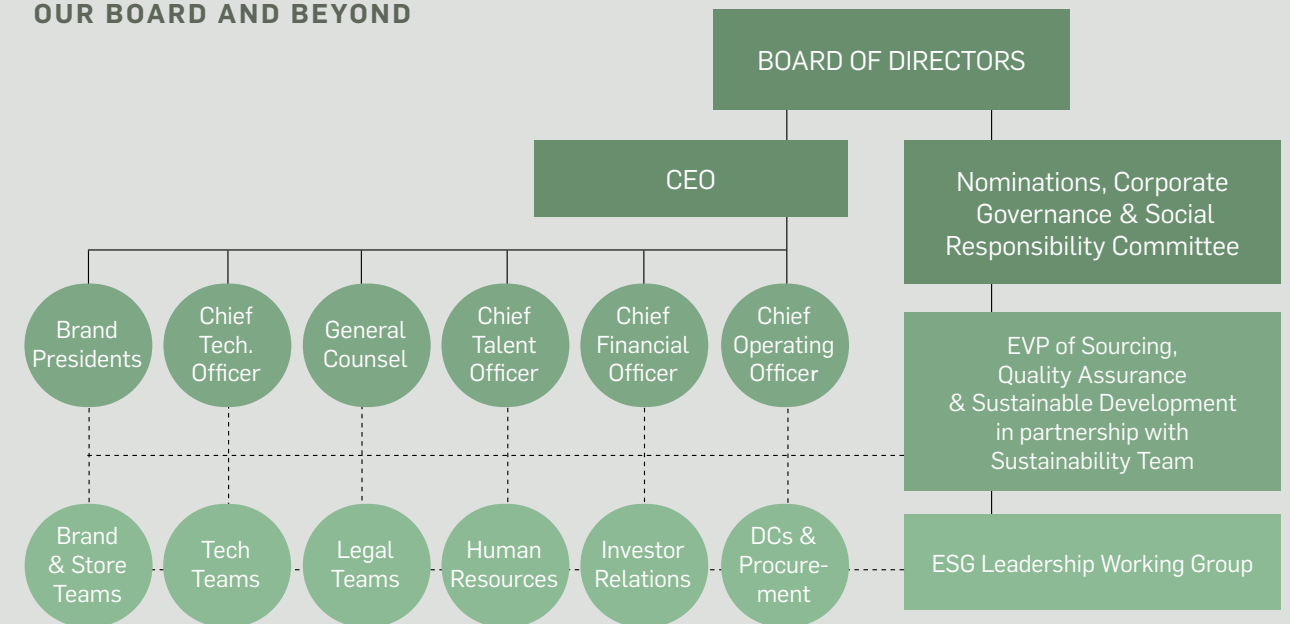 OUR BOARD AND BEYOND
BOARD OF DIRECTORS
CEO
Nominations, Corporate
Governance & Social
Responsibility Committee
Brand
Presidents
Chief
Tech.
Officer
General
Counsel
Chief
Talent
Officer
Chief
Financial
Officer
Chief
Operating
Officer
EVP of Sourcing,
Quality Assurance
& Sustainable Development
in partnership with
Sustainability Team
Brand
& Store
Teams
Tech
Teams
Legal
Teams
Human
Resources
Investor
Relations
DCs &
Procure-
ment
ESG Leadership Working Group